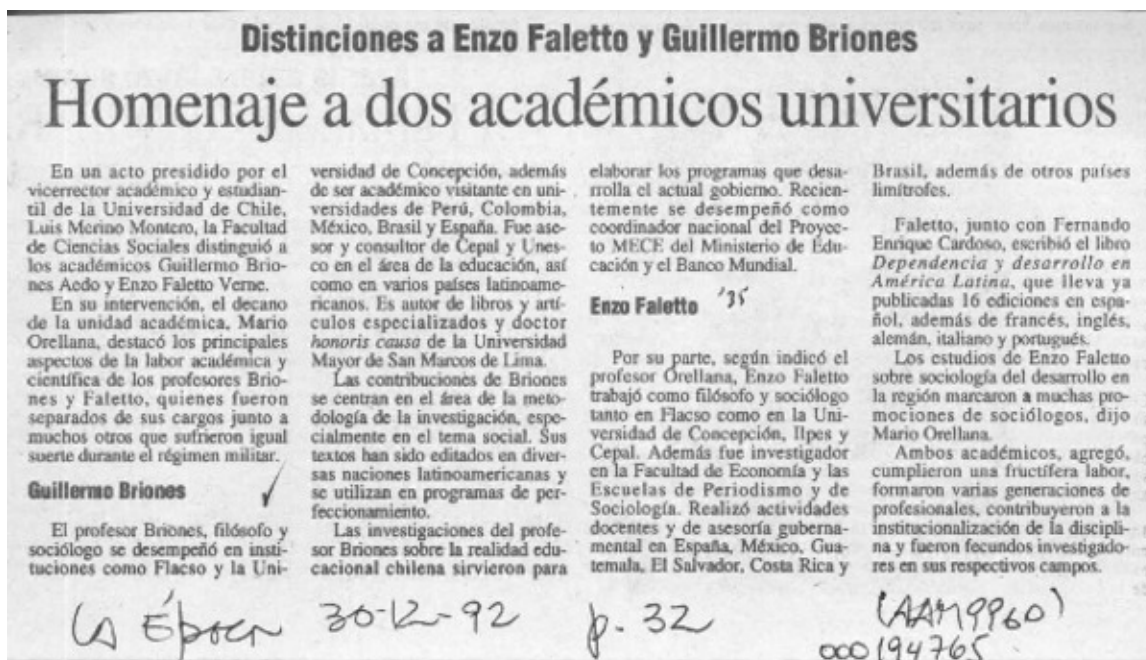 Distinciones a Enzo Faletto y Guillermo Briones
Homenaje a dos académicos universitarios
En un acto presidido por el
vicerrector académico y estudian-
til de la Universidad de Chile,
Luis Merino Montero, la Facultad
de Ciencias Sociales distinguió a
los académicos Guillermo Brio-
nes Aedo y Enzo Faletto Verne.
En su intervención, el decano
de la unidad académica, Mario
Orellana, destacó los principales
aspectos de la labor académica y
científica de los profesores Brio-
nes y Faletto, quienes fueron
separados de sus cargos junto a
muchos otros que sufrieron igual
suerte durante el régimen militar.
Guillermo Briones
El profesor Briones, filósofo y
sociólogo se desempeñó en insti-
tuciones como Flacso y la Uni-
versidad de Concepción, además
de ser académico visitante en uni-
versidades de Perú, Colombia,
México, Brasil y España. Fue ase-
sor y consultor de Cepal y Unes-
co en el área de la educación, así
como en varios países latinoame-
ricanos. Es autor de libros y artí-
culos especializados y doctor
honoris causa de la Universidad
Mayor de San Marcos de Lima.
Las contribuciones de Briones
se centran en el área de la meto-
dología de la investigación, espe-
cialmente en el tema social. Sus
textos han sido editados en diver-
sas naciones latinoamericanas y
se utilizan en programas de per-
feccionamiento.
Las investigaciones del profe-
sor Briones sobre la realidad edu-
cacional chilena sirvieron para
elaborar los programas que desa-
rrolla el actual gobierno. Recien-
temente se desempeñó como
coordinador nacional del Proyec-
to MECE del Ministerio de Edu-
cación y el Banco Mundial.
Enzo Faletto '35
Por su parte, según indicó el
profesor Orellana, Enzo Faletto
trabajó como filósofo y sociólogo
tanto en Flacso como en la Uni-
versidad de Concepción, Ilpes y
Cepal. Además fue investigador
en la Facultad de Economía y las
Escuelas de Periodismo y de
Sociología. Realizó actividades
docentes y de asesoría guberna-
mental en España, México, Gua-
temala, El Salvador, Costa Rica y
Brasil, además de otros países
limítrofes.
Faletto, junto con Fernando
Enrique Cardoso, escribió el libro
Dependencia y desarrollo en
América Latina, que lleva ya
publicadas 16 ediciones en espa-
ñol, además de francés, inglés,
alemán, italiano y portugués.
Los estudios de Enzo Faletto
sobre sociología del desarrollo en
la región marcaron a muchas pro-
mociones de sociólogos, dijo
Mario Orellana.
Ambos académicos, agregó,
cumplieron una fructífera labor,
formaron varias generaciones de
profesionales, contribuyeron a la
institucionalización de la discipli-
na y fueron fecundos investigado-
res en sus respectivos campos.
La Época 30-12-92 p. 32 (AAM9960)
000194765